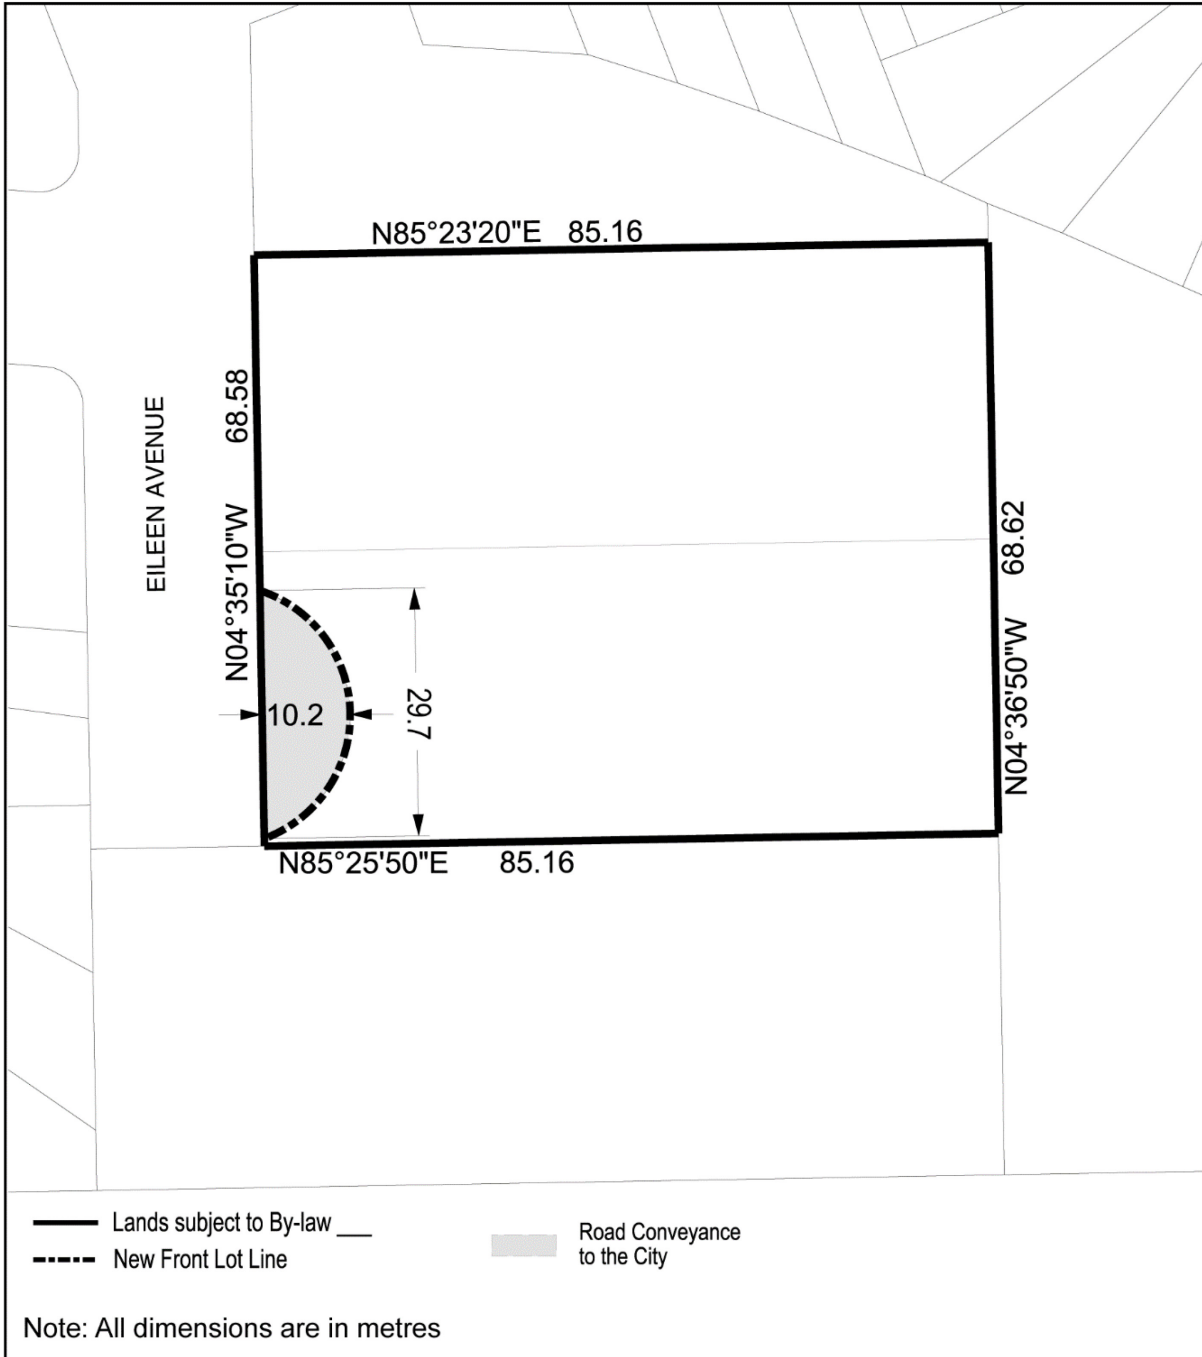 N85°23'20"E 85.16
68.58
EILEEN AVENUE
N04°35'10"W
68.62
N04°36'50"W
10.2
29.7
N85°25'50"E 85.16
Lands subject to By-law ___
New Front Lot Line
Road Conveyance
to the City
Note: All dimensions are in metres